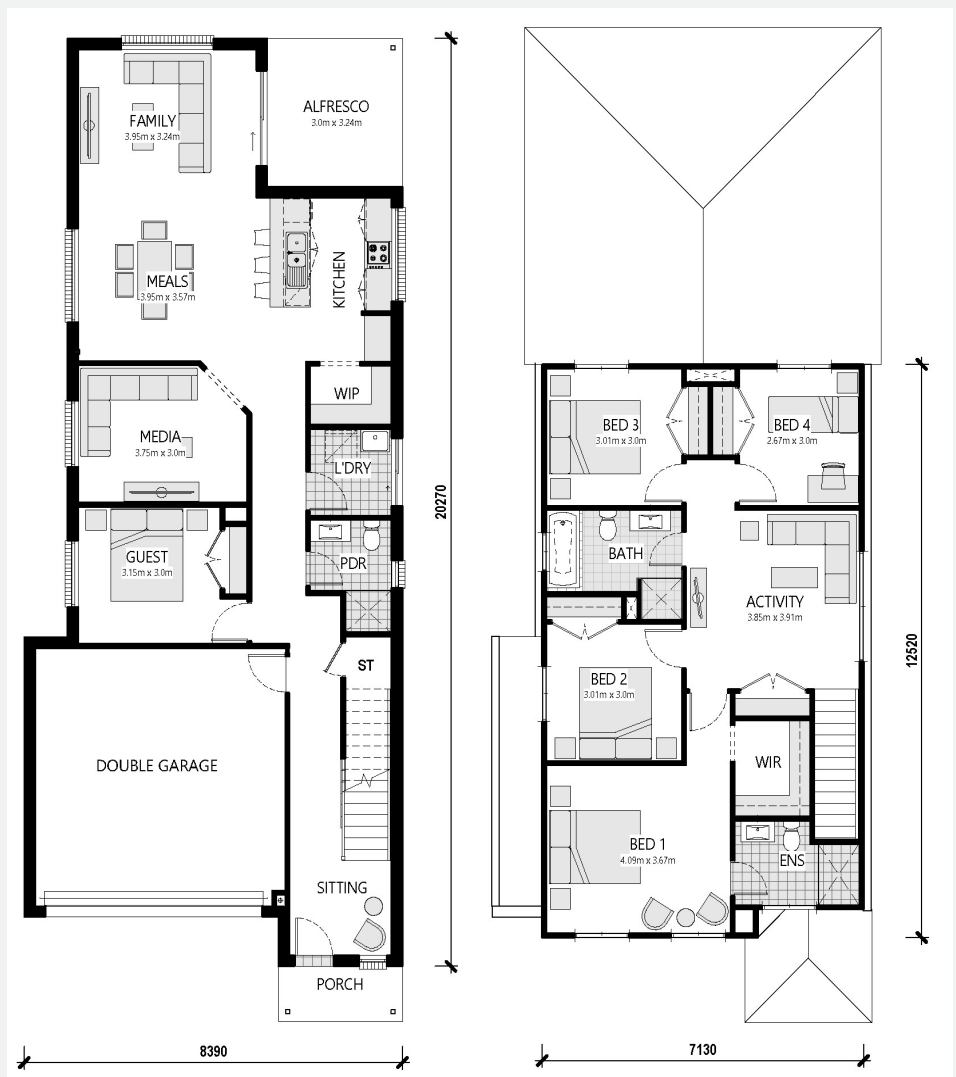 FAMILY
3.95m x 3.24m
ALFRESCO
3.0m x 3.24m
MEALS
3.95m x 3.57m
KITCHEN
WIP
MEDIA
3.75m x 3.0m
L'DRY
GUEST
3.15m x 3.0m
PDR
ST
DOUBLE GARAGE
SITTING
PORCH
20270
8390
BED 3
3.01m x 3.0m
BED 4
2.67m x 3.0m
BATH
ACTIVITY
3.85m x 3.91m
BED 2
3.01m x 3.0m
WIR
BED 1
4.09m x 3.67m
ENS
12520
7130